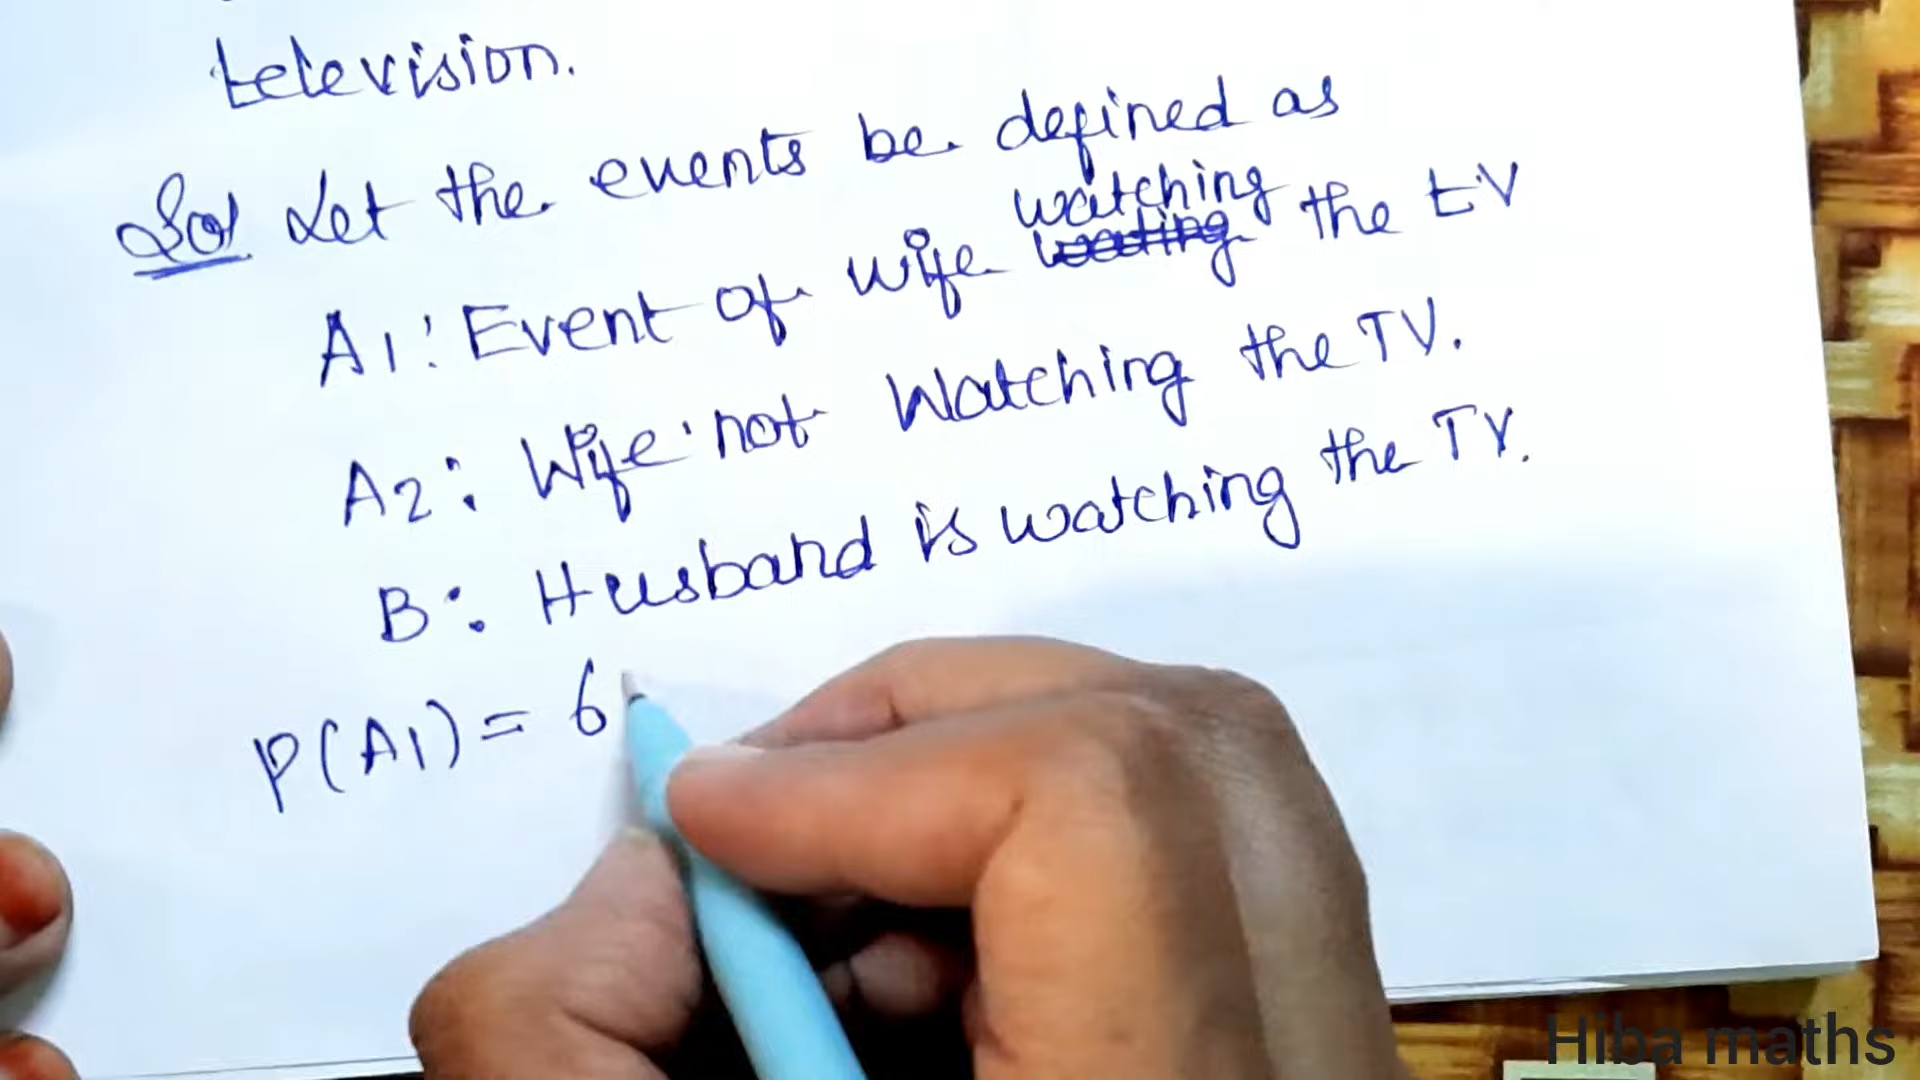 television.
Sol Let the events be defined as
watching
A1: Event of wife the tV
A2: Wife not Watching the TV.
B: Husband is watching the TV.
P(A1) = 6
Hiba maths